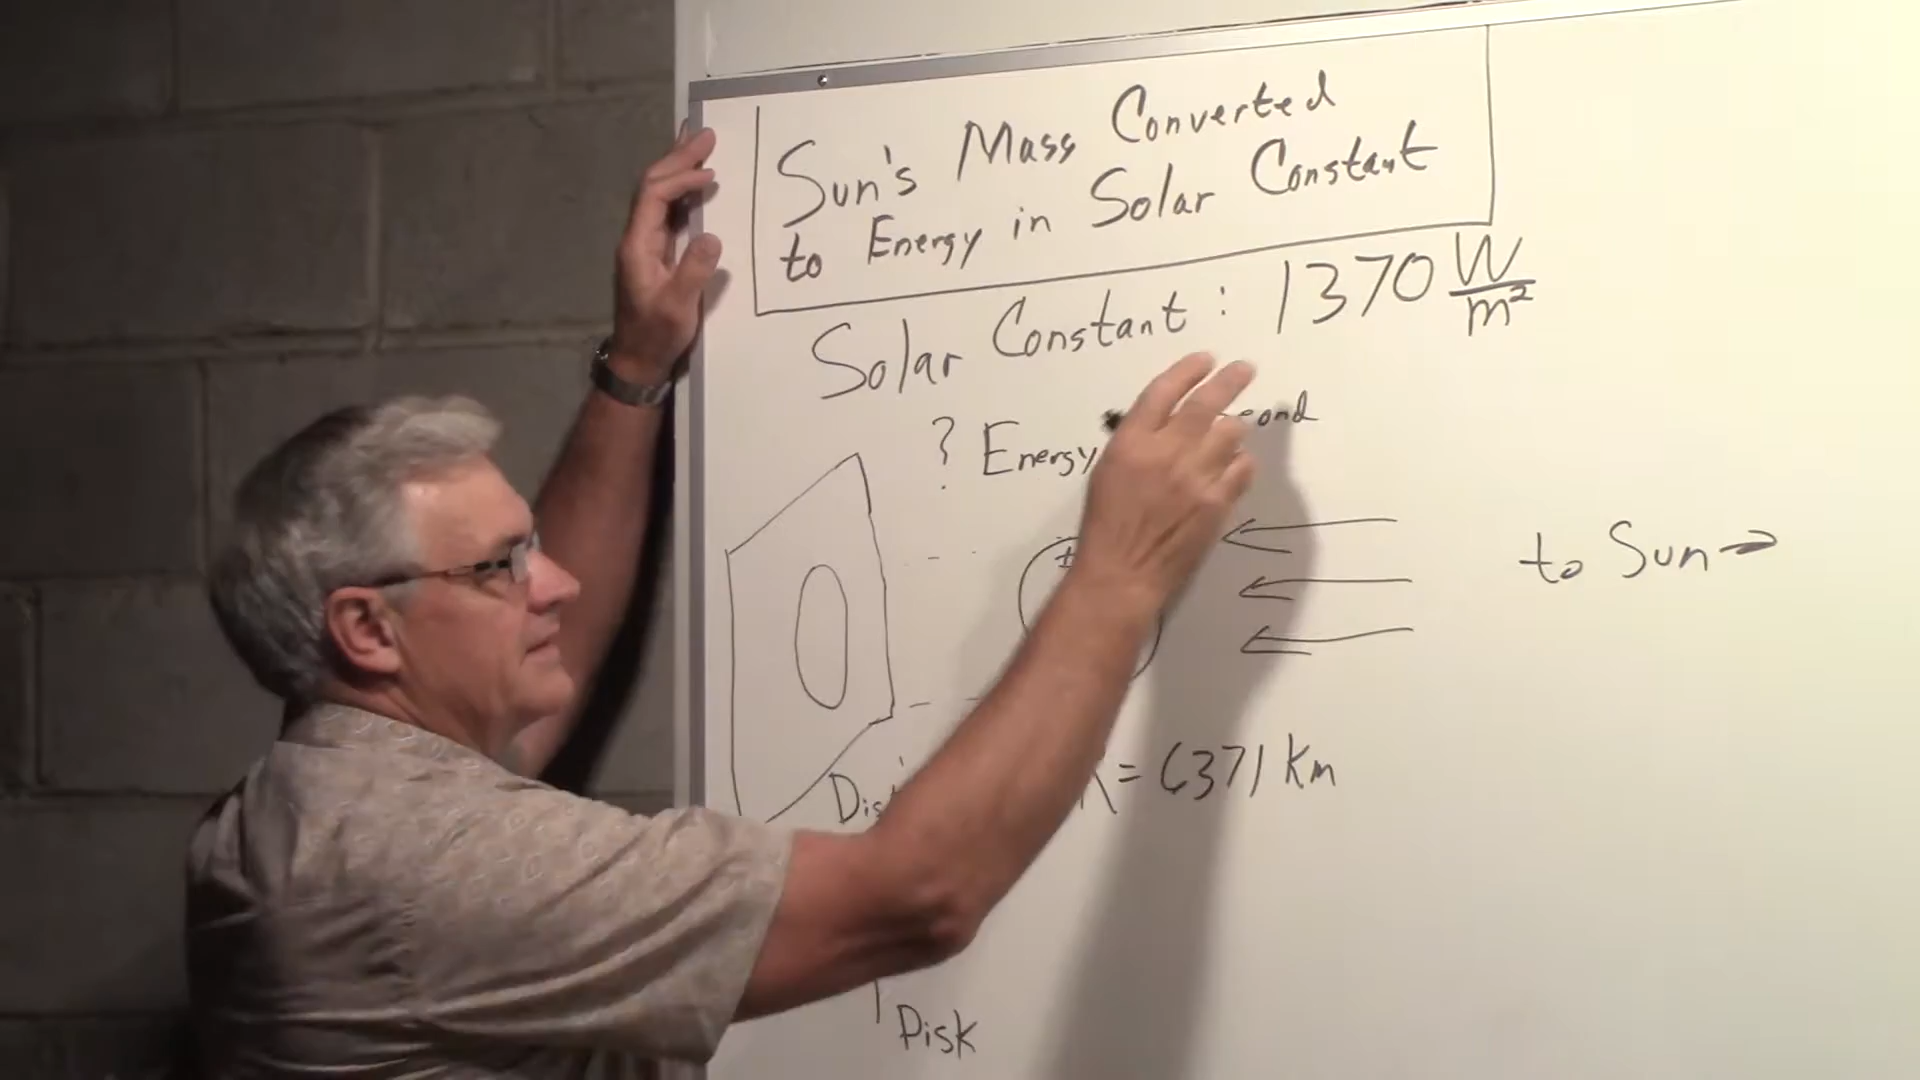 Sun's Mass Converted
to Energy in Solar Constant
Solar Constant : 1370 W/m²
? Energy
to Sun →
= 6371 Km
Disk